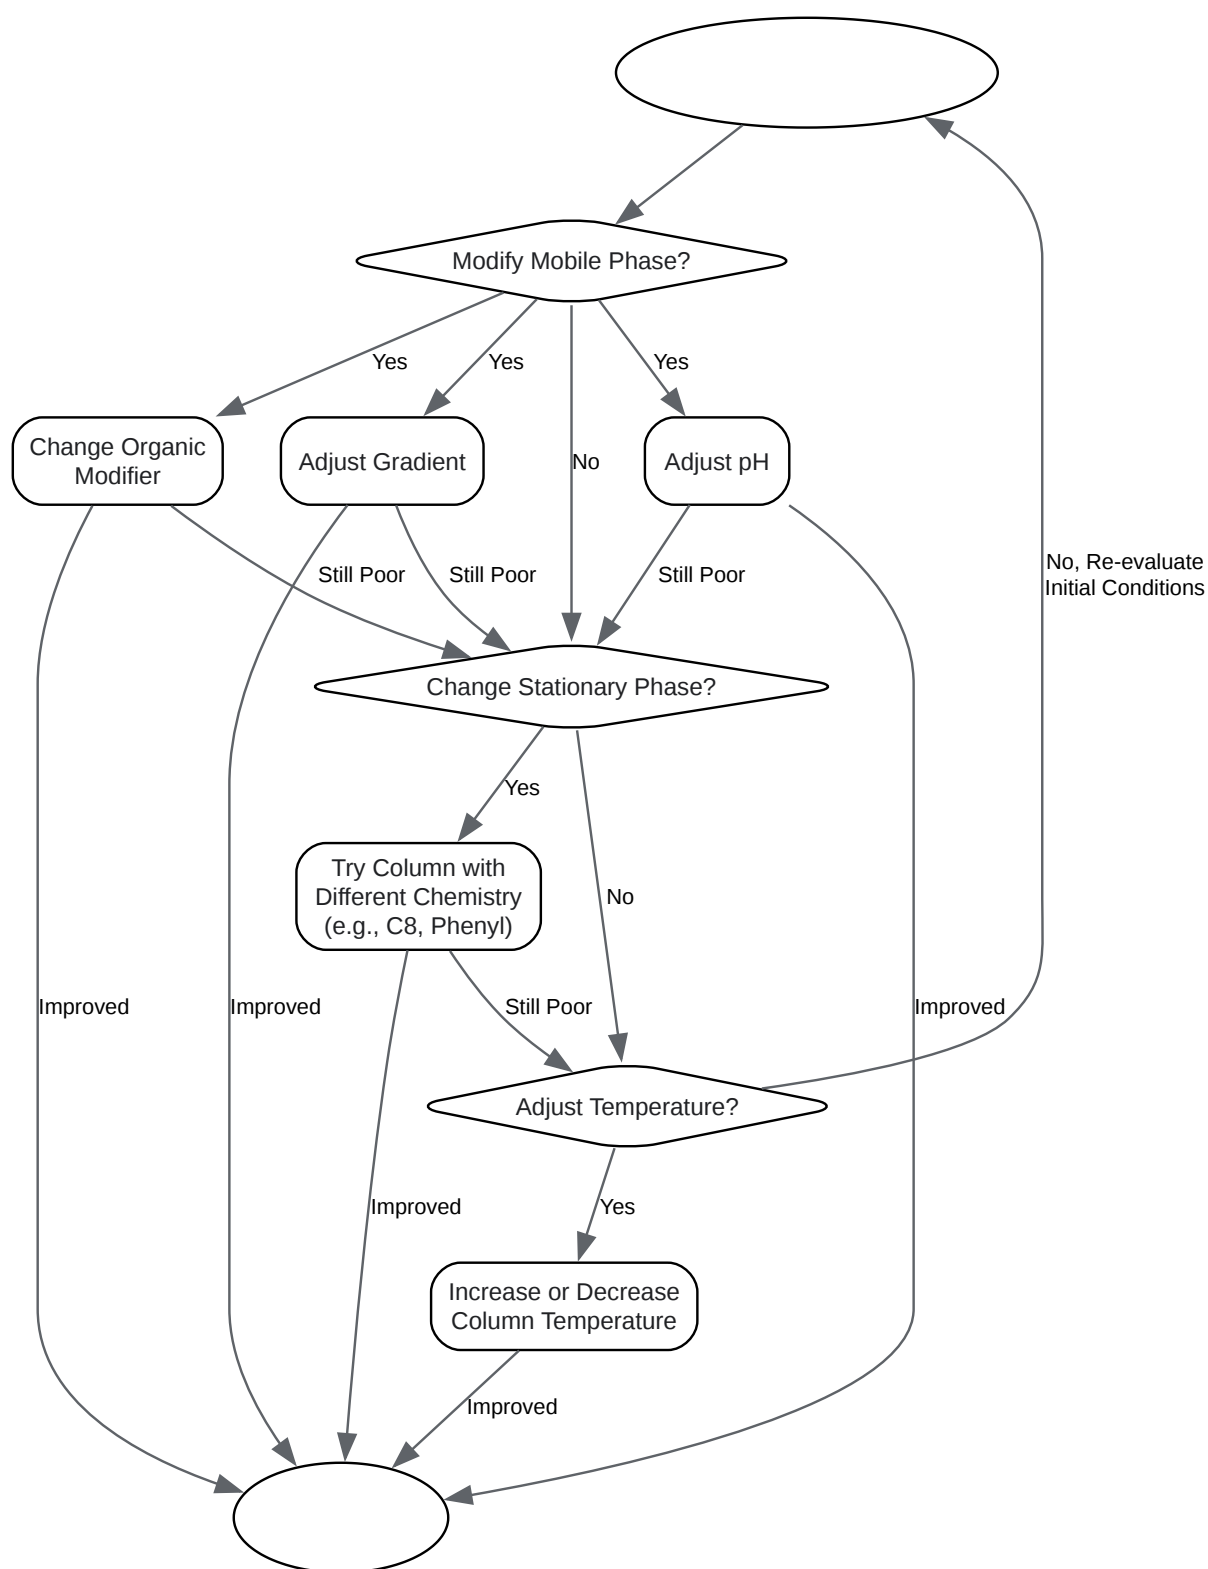 Modify Mobile Phase?
Yes
Yes
Yes
No
Change Organic
Modifier
Adjust Gradient
Adjust pH
Still Poor
Still Poor
Still Poor
No, Re-evaluate
Initial Conditions
Change Stationary Phase?
Yes
No
Try Column with
Different Chemistry
(e.g., C8, Phenyl)
Improved
Improved
Still Poor
Improved
Adjust Temperature?
Improved
Yes
Increase or Decrease
Column Temperature
Improved